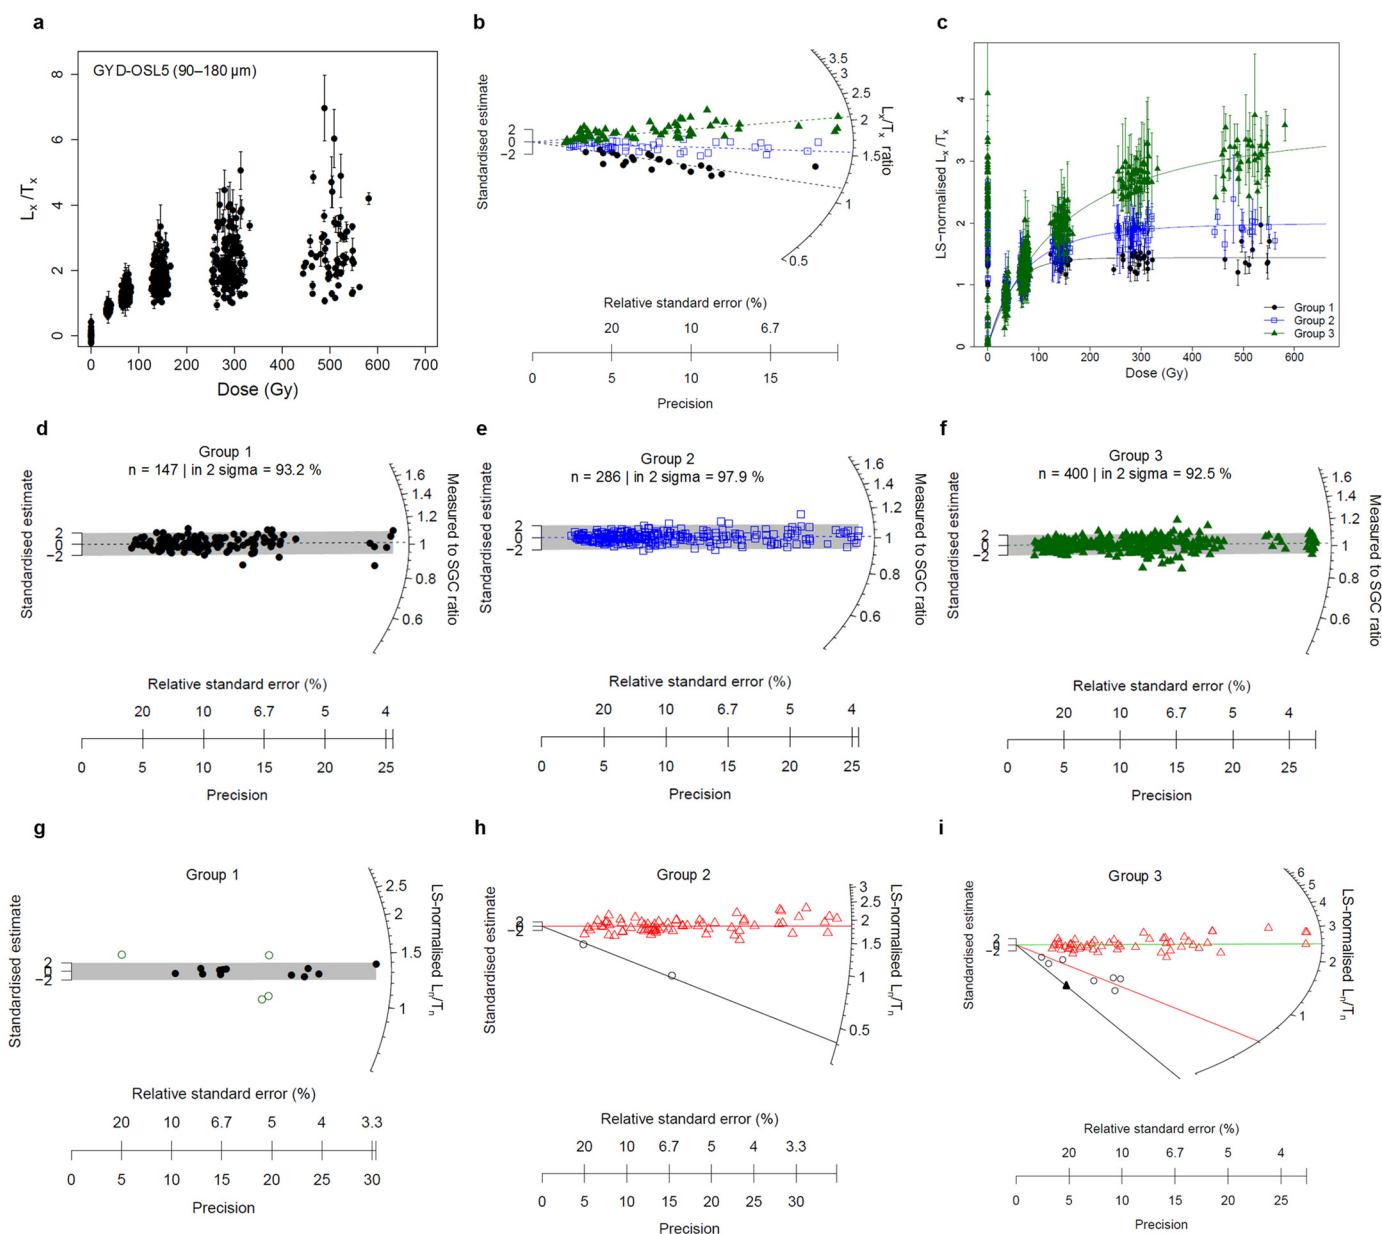 a
GYD-OSL5 (90–180 µm)
Lx /Tx
8
6
4
2
0
0 100 200 300 400 500 600 700
Dose (Gy)
b
Standardised estimate
2
0
−2
3.5
3
2.5
2
1.5
1
0.5
Lx/Tx ratio
Relative standard error (%)
20 10 6.7
0 5 10 15
Precision
c
LS−normalised Lx/Tx
4
3
2
1
0
Group 1
Group 2
Group 3
0 100 200 300 400 500 600
Dose (Gy)
d
Group 1
n = 147 | in 2 sigma = 93.2 %
Standardised estimate
2
0
−2
1.6
1.4
1.2
1
0.8
0.6
Measured to SGC ratio
Relative standard error (%)
20 10 6.7 5 4
0 5 10 15 20 25
Precision
e
Group 2
n = 286 | in 2 sigma = 97.9 %
Standardised estimate
2
0
−2
1.6
1.4
1.2
1
0.8
0.6
Measured to SGC ratio
Relative standard error (%)
20 10 6.7 5 4
0 5 10 15 20 25
Precision
f
Group 3
n = 400 | in 2 sigma = 92.5 %
Standardised estimate
2
0
−2
1.6
1.4
1.2
1
0.8
0.6
Measured to SGC ratio
Relative standard error (%)
20 10 6.7 5 4
0 5 10 15 20 25
Precision
g
Group 1
Standardised estimate
2
0
−2
2.5
2
1.5
1
LS-normalised Ln/Tn
Relative standard error (%)
20 10 6.7 5 4 3.3
0 5 10 15 20 25 30
Precision
h
Group 2
Standardised estimate
2
0
−2
3
2.5
2
1.5
1
0.5
LS-normalised Ln/Tn
Relative standard error (%)
20 10 6.7 5 4 3.3
0 5 10 15 20 25 30
Precision
i
Group 3
Standardised estimate
2
0
−2
6
5
4
3
2
1
LS-normalised Ln/Tn
Relative standard error (%)
20 10 6.7 5 4
0 5 10 15 20 25
Precision